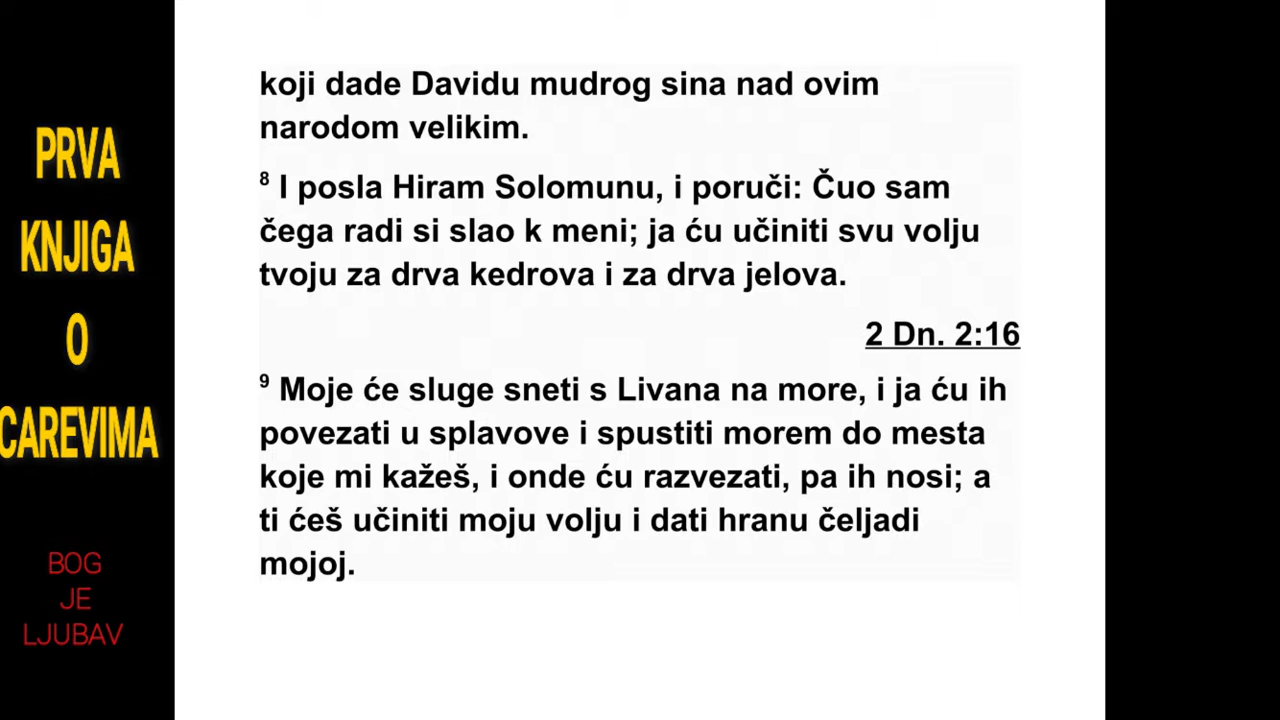 PRVA
KNJIGA
O
CAREVIMA
BOG
JE
LJUBAV
koji dade Davidu mudrog sina nad ovim
narodom velikim.
8 I posla Hiram Solomunu, i poruči: Čuo sam
čega radi si slao k meni; ja ću učiniti svu volju
tvoju za drva kedrova i za drva jelova.
2 Dn. 2:16
9 Moje će sluge sneti s Livana na more, i ja ću ih
povezati u splavove i spustiti morem do mesta
koje mi kažeš, i onde ću razvezati, pa ih nosi; a
ti ćeš učiniti moju volju i dati hranu čeljadi
mojoj.